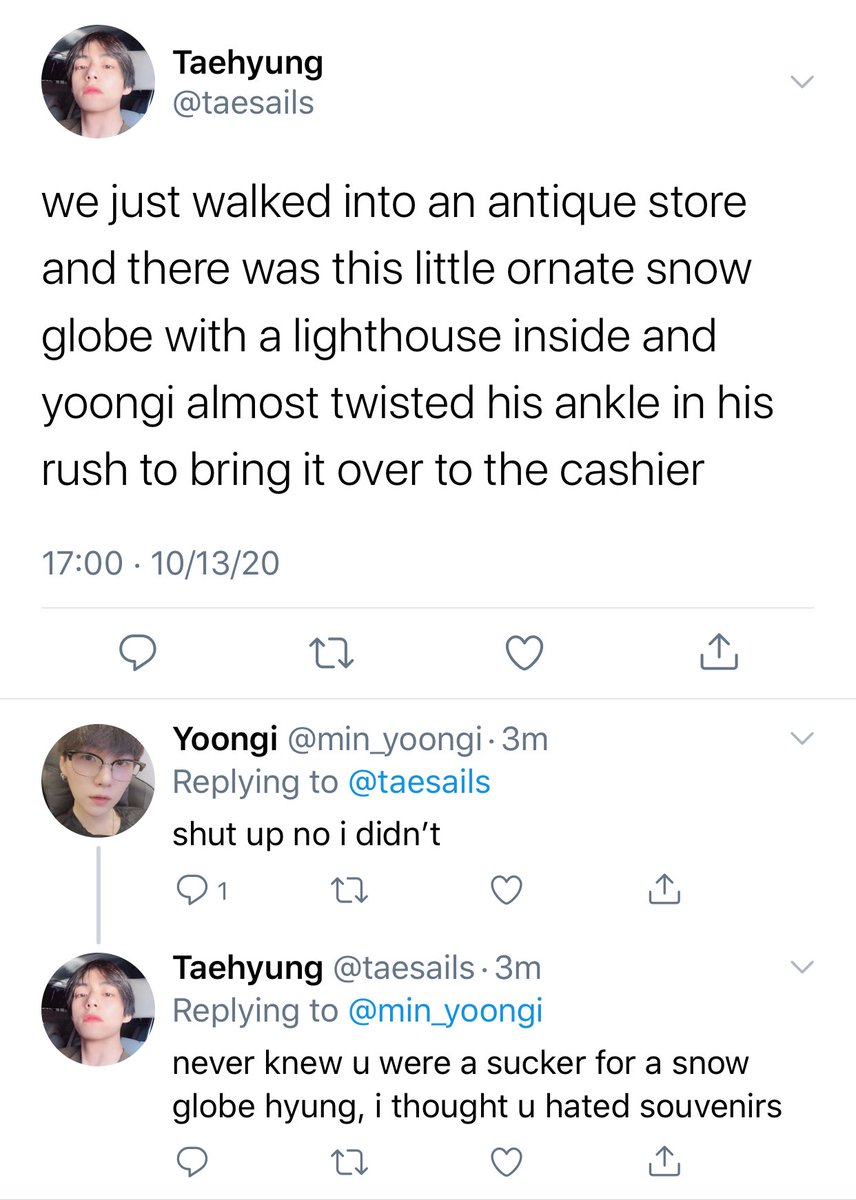 Taehyung
@taesails
we just walked into an antique store
and there was this little ornate snow
globe with a lighthouse inside and
yoongi almost twisted his ankle in his
rush to bring it over to the cashier
17:00 · 10/13/20
Yoongi @min_yoongi · 3m
Replying to @taesails
shut up no i didn’t
1
Taehyung @taesails · 3m
Replying to @min_yoongi
never knew u were a sucker for a snow
globe hyung, i thought u hated souvenirs